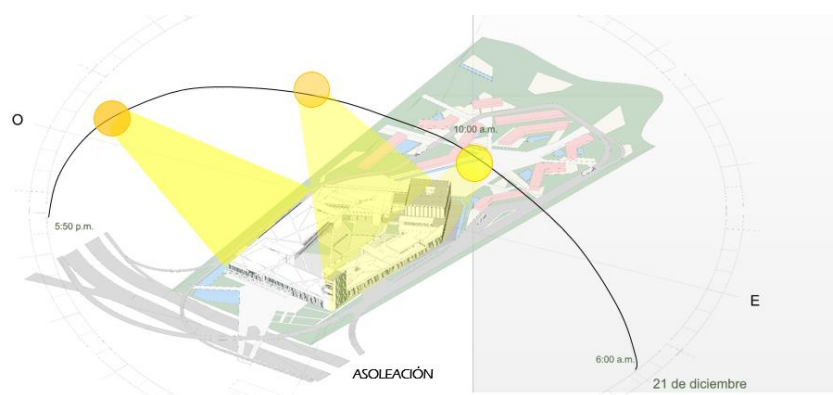 O
10:00 a.m.
5:50 p.m.
E
6:00 a.m.
ASOLEACIÓN
21 de diciembre